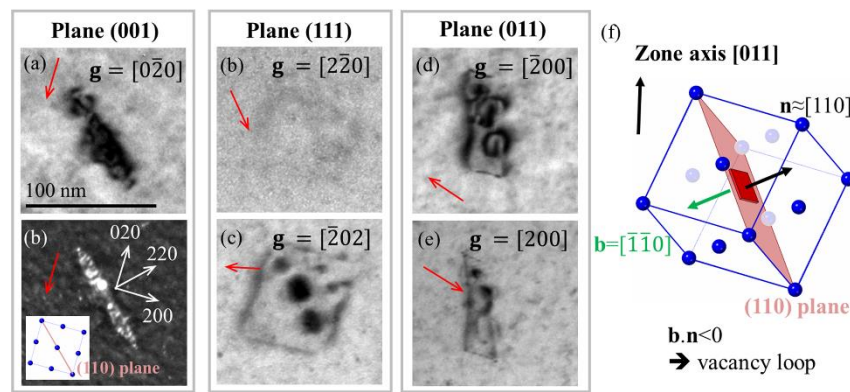 Plane (001)
Plane (111)
Plane (011)
(a)
g = [02̄0]
(b)
g = [22̄0]
(d)
g = [2̄00]
100 nm
(b)
020
220
200
(110) plane
(c)
g = [2̄02]
(e)
g = [200]
(f)
Zone axis [011]
n≈[110]
b=[1̄1̄0]
(110) plane
b.n<0
➔ vacancy loop